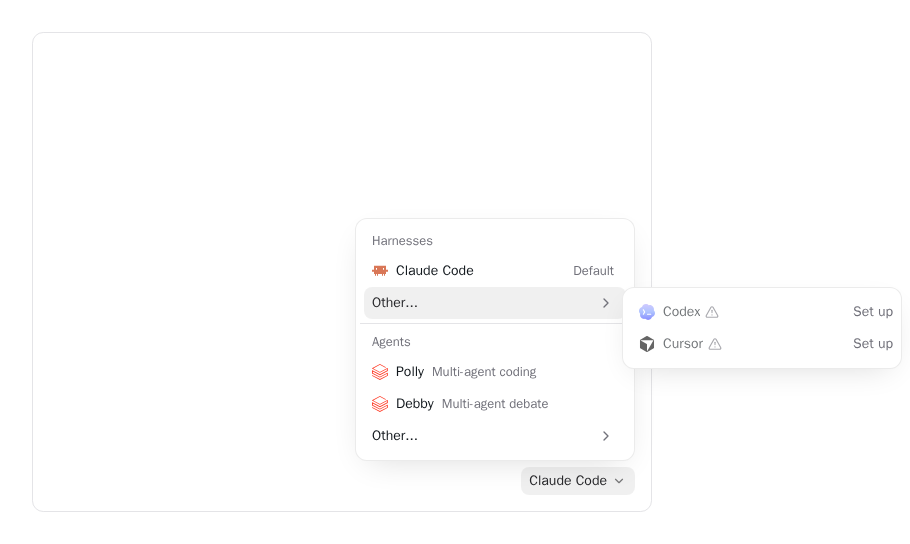 Harnesses
Claude Code Default
Other...
Codex Set up
Cursor Set up
Agents
Polly Multi-agent coding
Debby Multi-agent debate
Other...
Claude Code